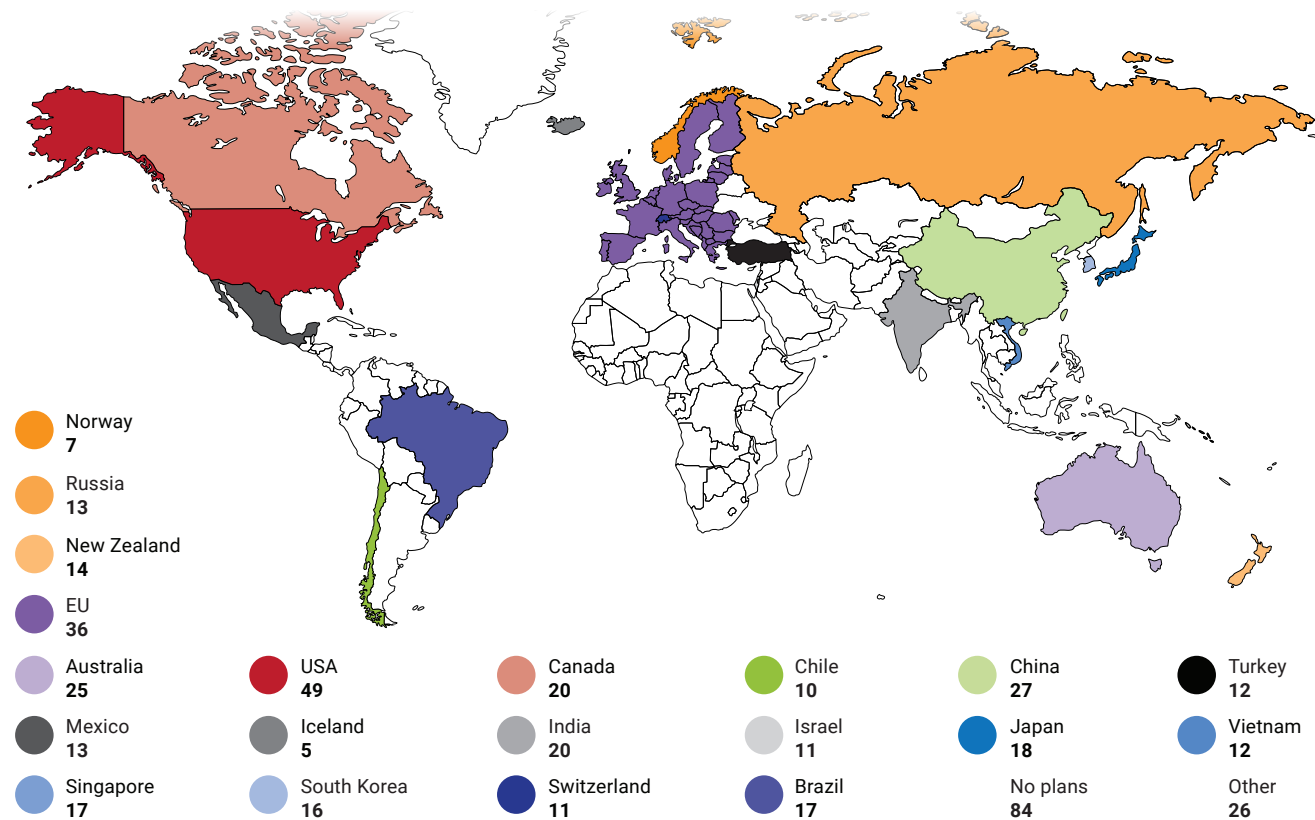 Norway
7
Russia
13
New Zealand
14
EU
36
Australia
25
USA
49
Canada
20
Chile
10
China
27
Turkey
12
Mexico
13
Iceland
5
India
20
Israel
11
Japan
18
Vietnam
12
Singapore
17
South Korea
16
Switzerland
11
Brazil
17
No plans
84
Other
26